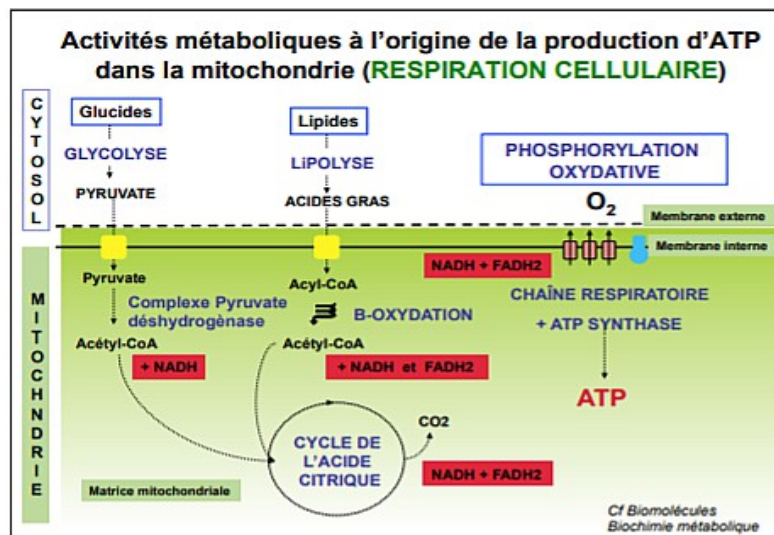 Activités métaboliques à l'origine de la production d'ATP
dans la mitochondrie (RESPIRATION CELLULAIRE)
CYTOSOL
Glucides
GLYCOLYSE
PYRUVATE
Lipides
LiPOLYSE
ACIDES GRAS
PHOSPHORYLATION
OXYDATIVE
O2
Membrane externe
Membrane interne
MITOCHNDRIE
Pyruvate
Complexe Pyruvate
déshydrogènase
Acétyl-CoA
+ NADH
Acyl-CoA
B-OXYDATION
Acétyl-CoA
+ NADH et FADH2
NADH + FADH2
CHAÎNE RESPIRATOIRE
+ ATP SYNTHASE
ATP
CYCLE DE
L'ACIDE
CITRIQUE
CO2
NADH + FADH2
Matrice mitochondriale
Cf Biomolécules
Biochimie métabolique